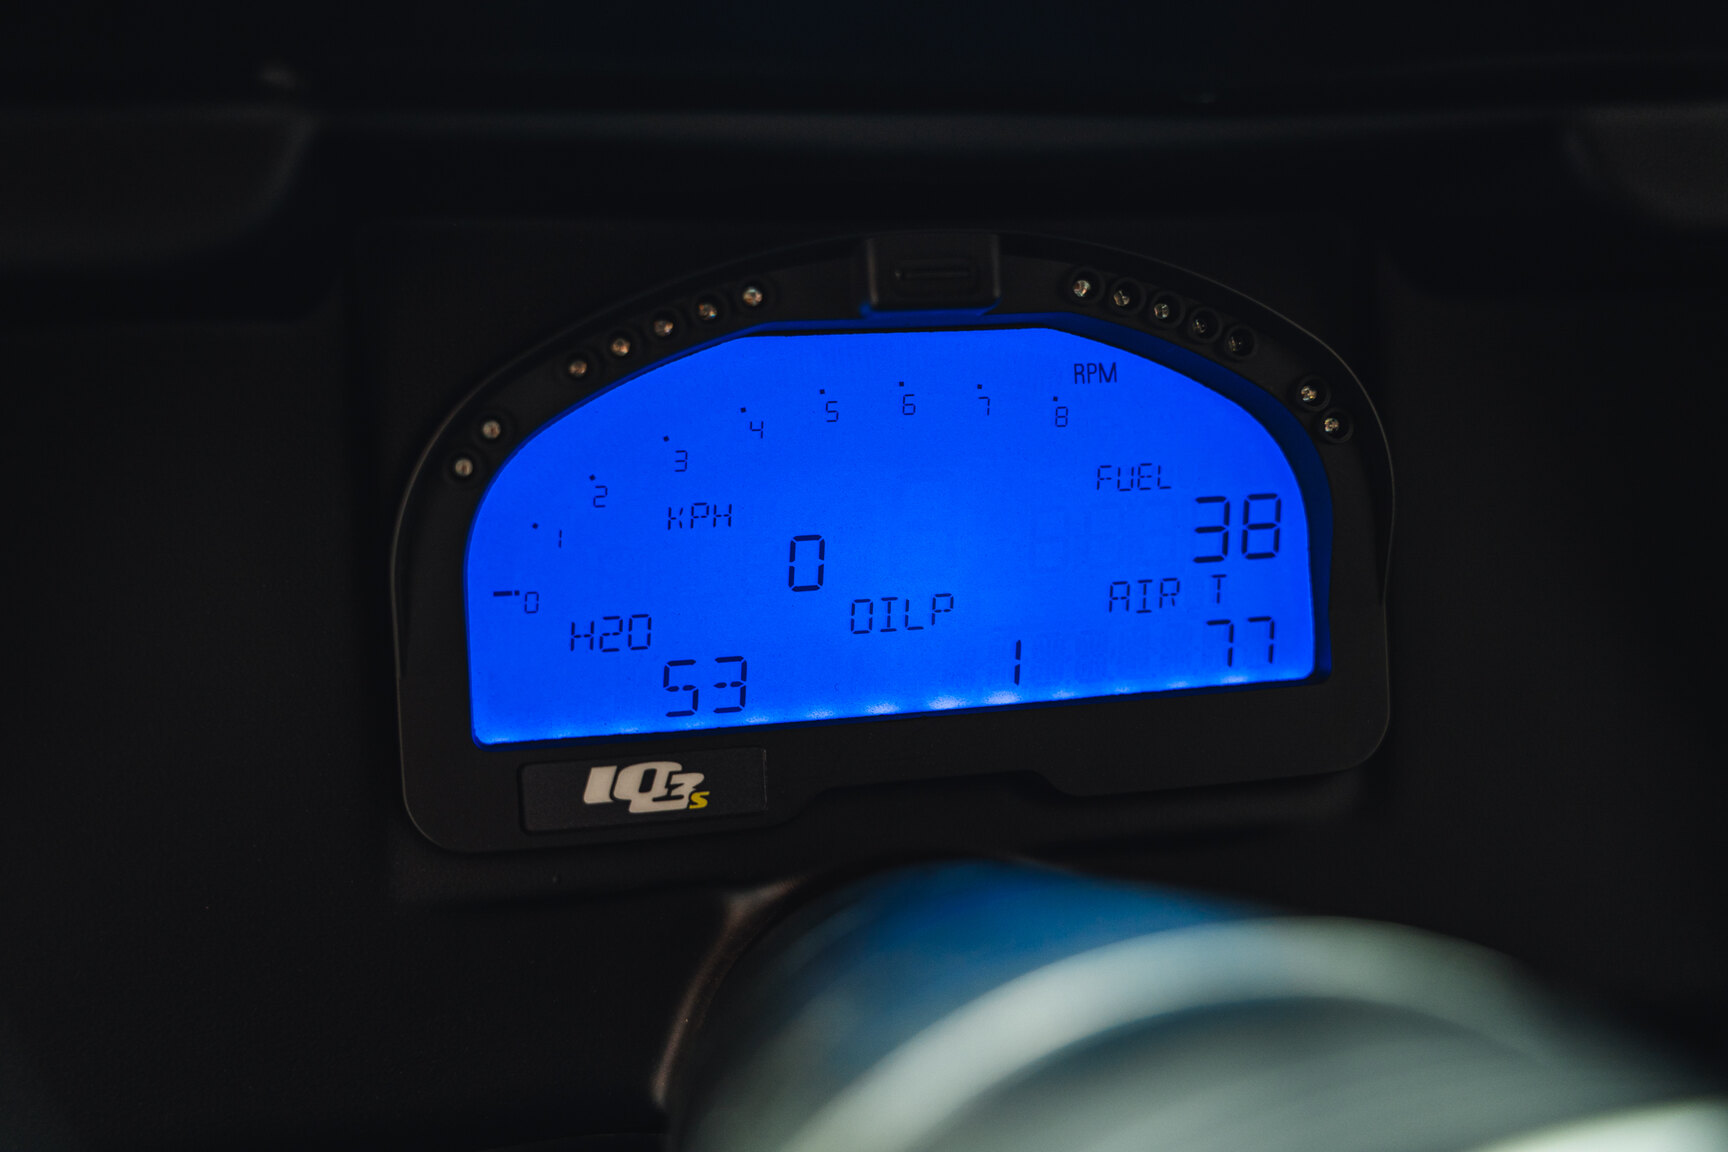 RPM
0 1 2 3 4 5 6 7 8
KPH
0
FUEL
38
H2O
53
OILP
1
AIR T
77
IQ3s